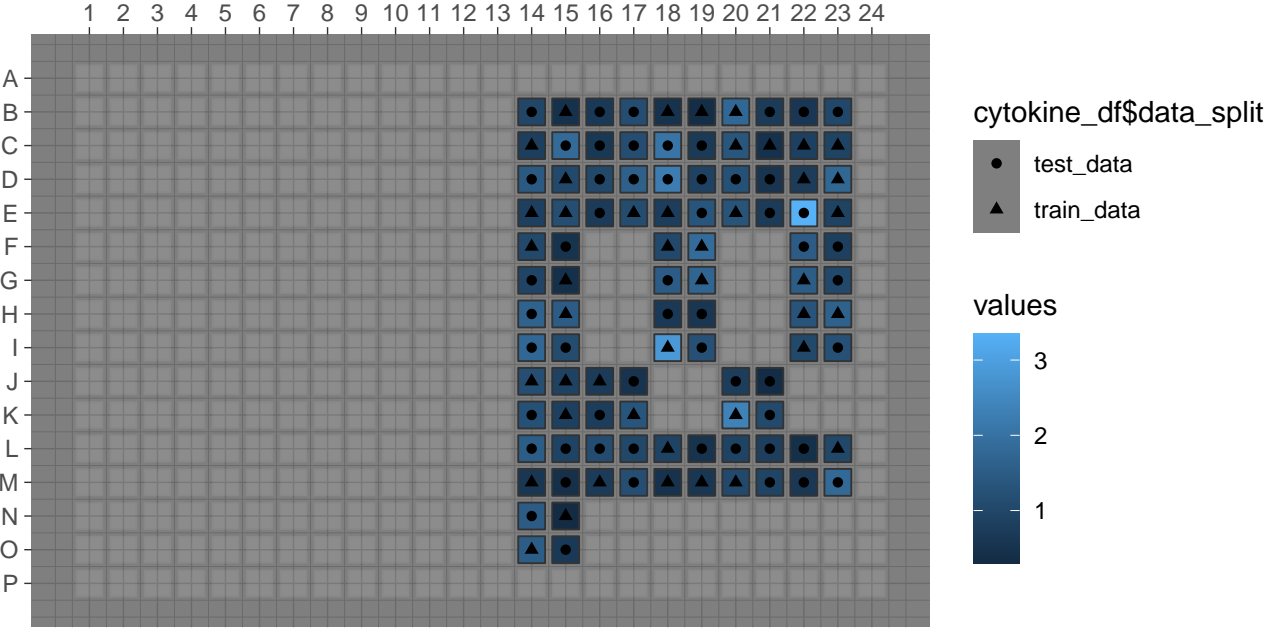 1 2 3 4 5 6 7 8 9 10 11 12 13 14 15 16 17 18 19 20 21 22 23 24
A
B
C
D
E
F
G
H
I
J
K
L
M
N
O
P
cytokine_df$data_split
test_data
train_data
values
3
2
1